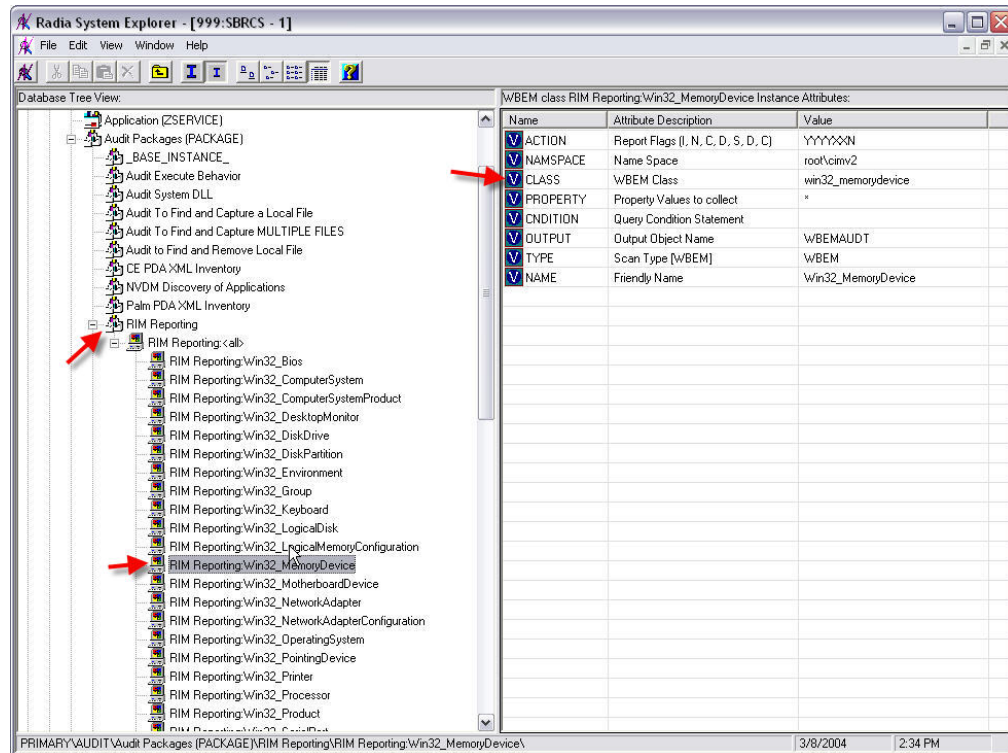 Radia System Explorer - [999:SBRCS - 1]
File Edit View Window Help
Database Tree View:
Application (ZSERVICE)
Audit Packages (PACKAGE)
_BASE_INSTANCE_
Audit Execute Behavior
Audit System DLL
Audit To Find and Capture a Local File
Audit To Find and Capture MULTIPLE FILES
Audit to Find and Remove Local File
CE PDA XML Inventory
NVDM Discovery of Applications
Palm PDA XML Inventory
RIM Reporting
RIM Reporting:<all>
RIM Reporting:Win32_Bios
RIM Reporting:Win32_ComputerSystem
RIM Reporting:Win32_ComputerSystemProduct
RIM Reporting:Win32_DesktopMonitor
RIM Reporting:Win32_DiskDrive
RIM Reporting:Win32_DiskPartition
RIM Reporting:Win32_Environment
RIM Reporting:Win32_Group
RIM Reporting:Win32_Keyboard
RIM Reporting:Win32_LogicalDisk
RIM Reporting:Win32_LogicalMemoryConfiguration
RIM Reporting:Win32_MemoryDevice
RIM Reporting:Win32_MotherboardDevice
RIM Reporting:Win32_NetworkAdapter
RIM Reporting:Win32_NetworkAdapterConfiguration
RIM Reporting:Win32_OperatingSystem
RIM Reporting:Win32_PointingDevice
RIM Reporting:Win32_Printer
RIM Reporting:Win32_Processor
RIM Reporting:Win32_Product
RIM Reporting:Win32_SerialPort
WBEM class RIM Reporting:Win32_MemoryDevice Instance Attributes:
Name Attribute Description Value
ACTION Report Flags (I, N, C, D, S, D, C) YYYYXXN
NAMSPACE Name Space root\cimv2
CLASS WBEM Class win32_memorydevice
PROPERTY Property Values to collect *
CNDITION Query Condition Statement
OUTPUT Output Object Name WBEMAUDT
TYPE Scan Type [WBEM] WBEM
NAME Friendly Name Win32_MemoryDevice
PRIMARY\AUDIT\Audit Packages (PACKAGE)\RIM Reporting\RIM Reporting:Win32_MemoryDevice\ 3/8/2004 2:34 PM